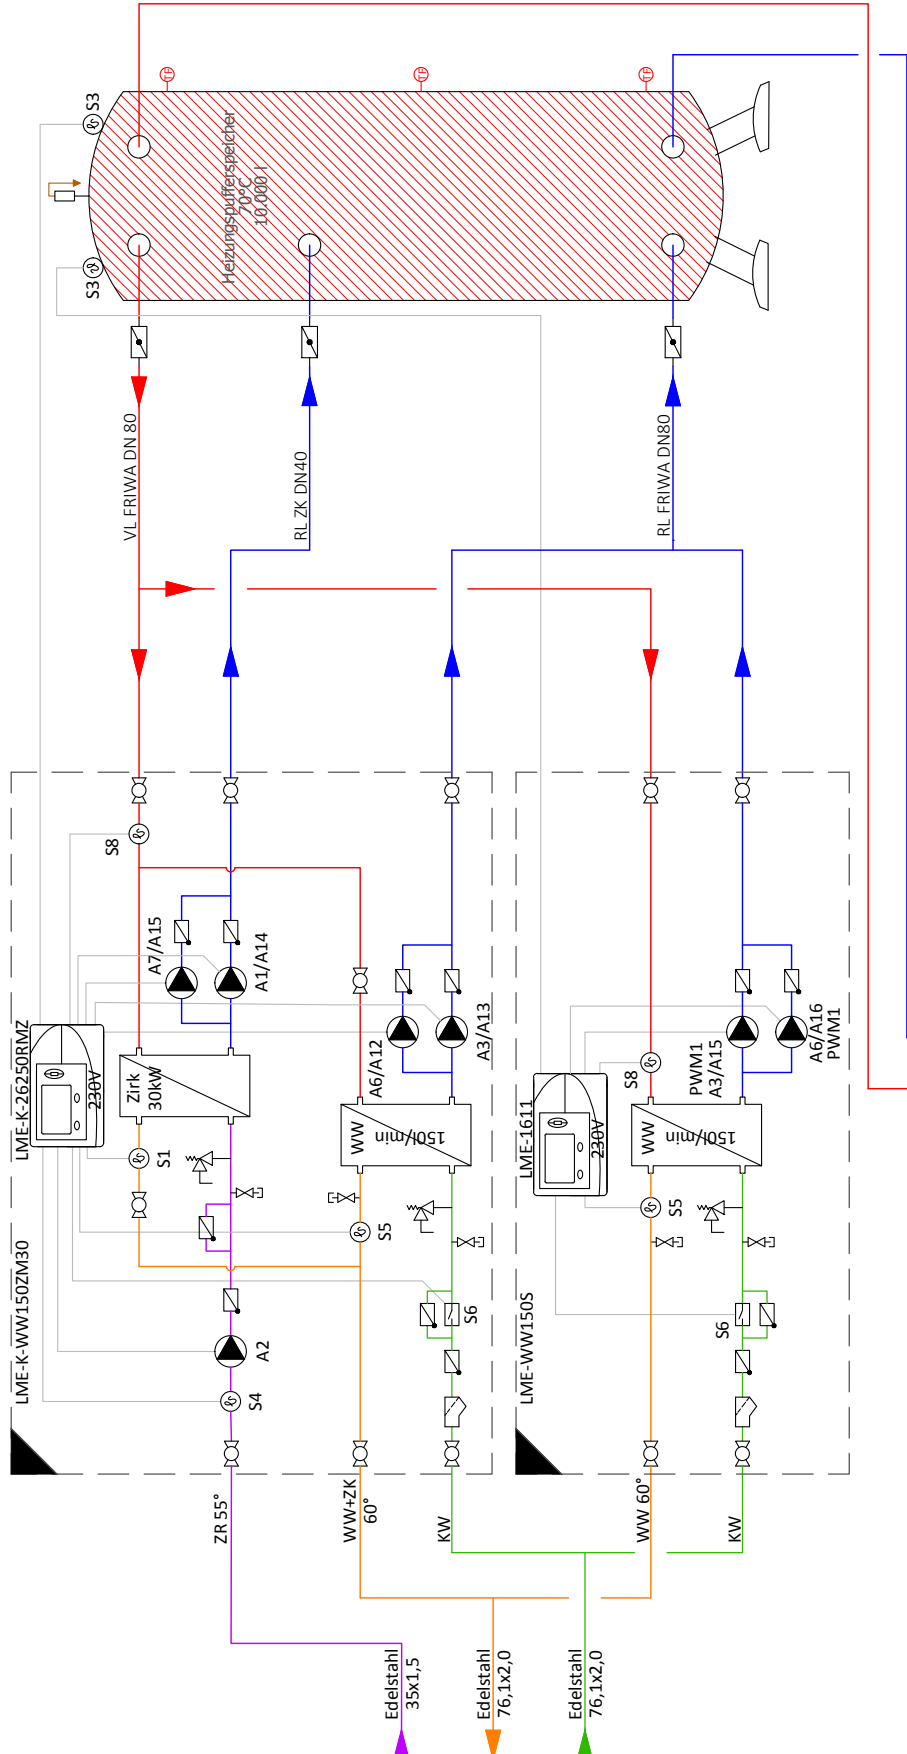 TF
TF
TF
S3
S3
Heizungspufferspeicher
70°C
10.000 l
VL FRIWA DN 80
RL ZK DN40
RL FRIWA DN80
S8
A7/A15
A1/A14
LME-K-26250RMZ
230V
Zirk
30kW
A6/A12
A3/A13
WW
150l/min
S1
S5
S6
LME-K-WW150ZM30
A2
S4
LME-1611
230V
S8
PWM1
A3/A15
A6/A16
PWM1
WW
150l/min
S5
S6
LME-WW150S
ZR 55°
WW+ZK
60°
KW
WW 60°
KW
Edelstahl
35x1,5
Edelstahl
76,1x2,0
Edelstahl
76,1x2,0